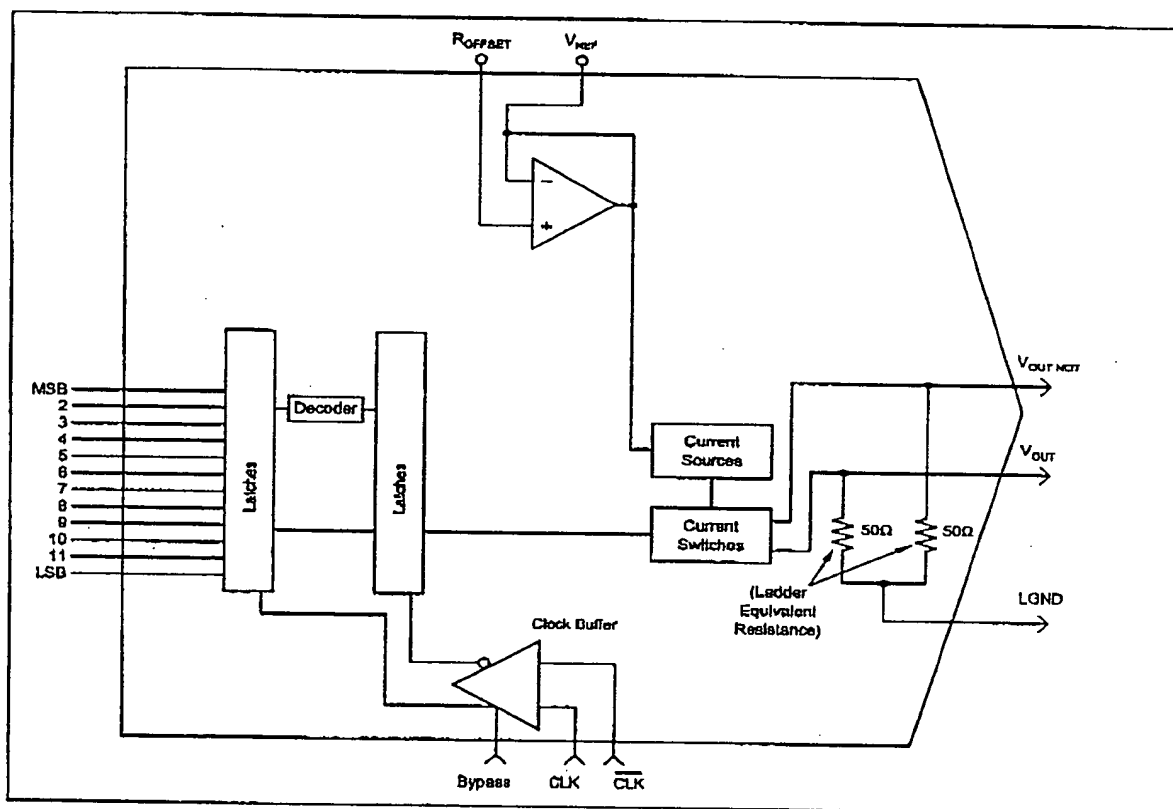 ROFFSET
VREF
−
+
MSB
2
3
4
5
6
7
8
9
10
11
LSB
Latches
Decoder
Latches
Current
Sources
Current
Switches
VOUT NOT
VOUT
50Ω
50Ω
(Ladder
Equivalent
Resistance)
LGND
Clock Buffer
Bypass
CLK
C̅L̅K̅